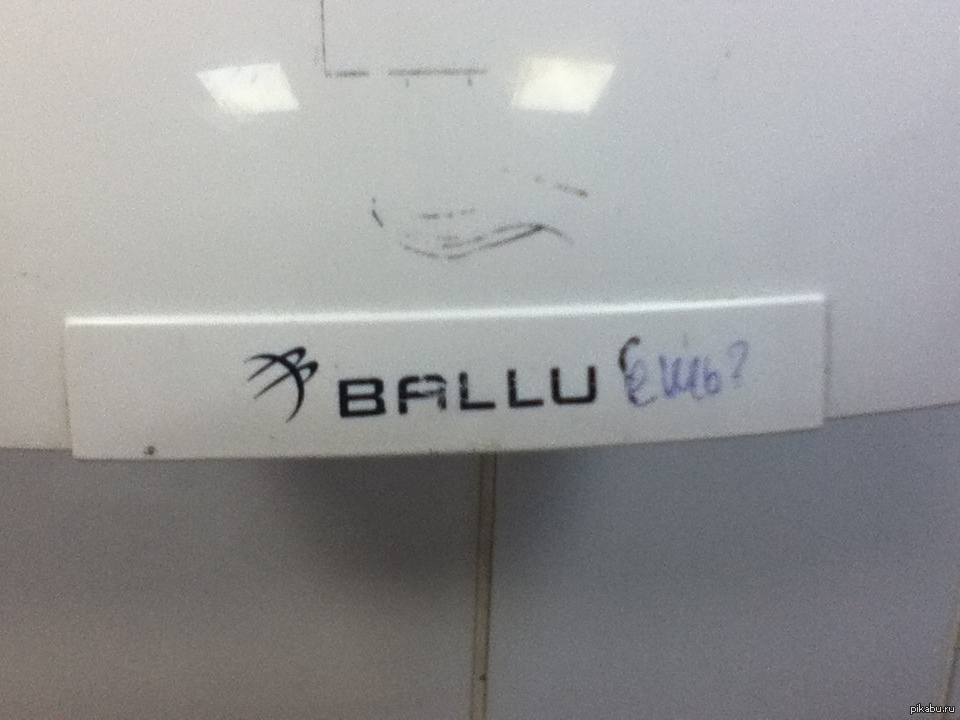 BALLU ешь?
pikabu.ru